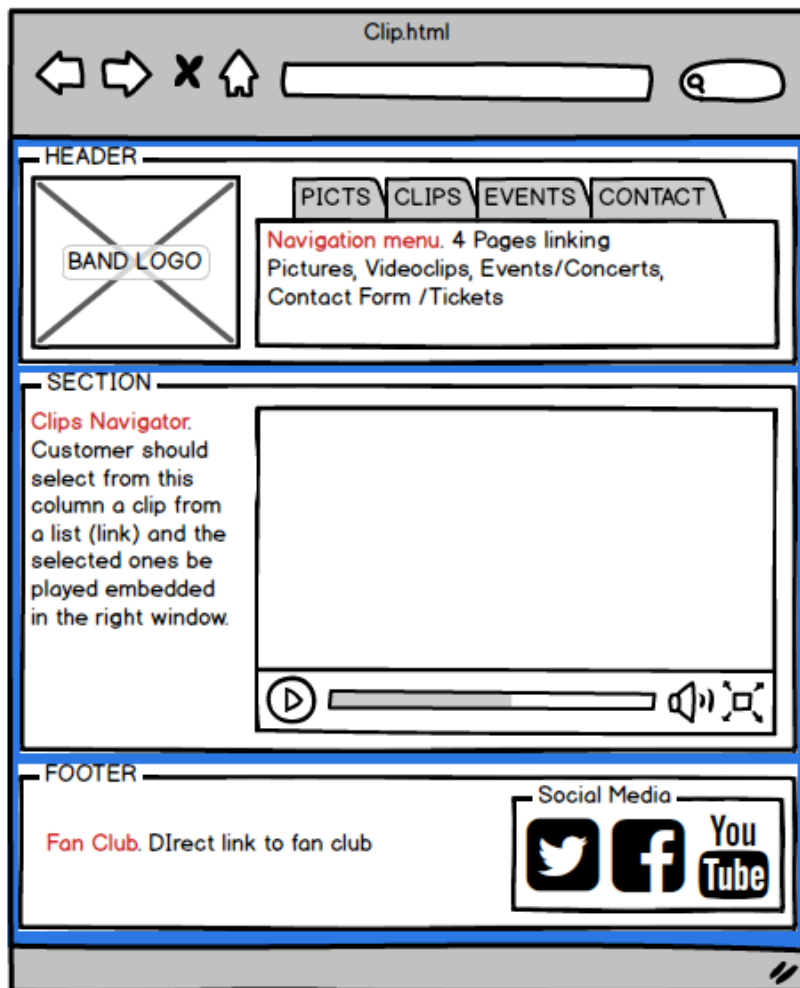 Clip.html
HEADER
BAND LOGO
PICTS CLIPS EVENTS CONTACT
Navigation menu. 4 Pages linking
Pictures, Videoclips, Events/Concerts,
Contact Form /Tickets
SECTION
Clips Navigator.
Customer should
select from this
column a clip from
a list (link) and the
selected ones be
played embedded
in the right window.
FOOTER
Fan Club. DIrect link to fan club
Social Media
You
Tube